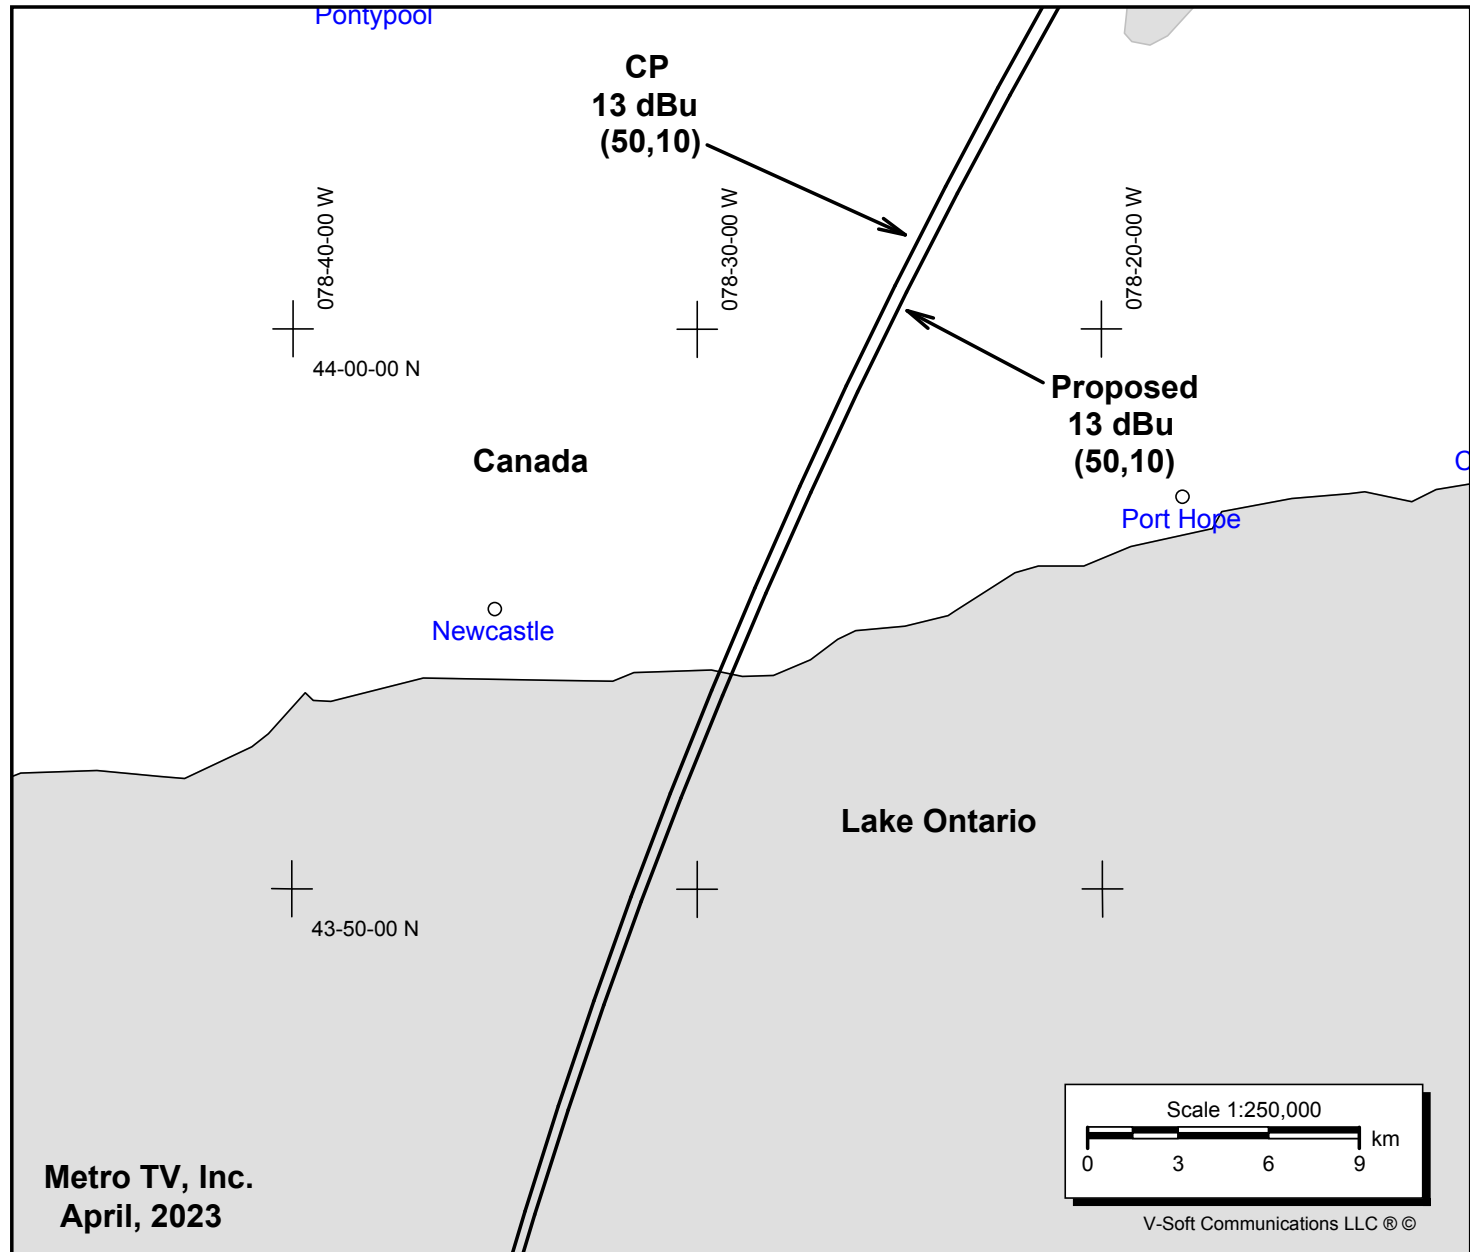 Pontypool
CP
13 dBu
(50,10)
078-40-00 W
078-30-00 W
078-20-00 W
44-00-00 N
Proposed
13 dBu
(50,10)
Canada
Port Hope
Newcastle
Lake Ontario
43-50-00 N
Scale 1:250,000
km
0 3 6 9
Metro TV, Inc.
April, 2023
V-Soft Communications LLC ® ©